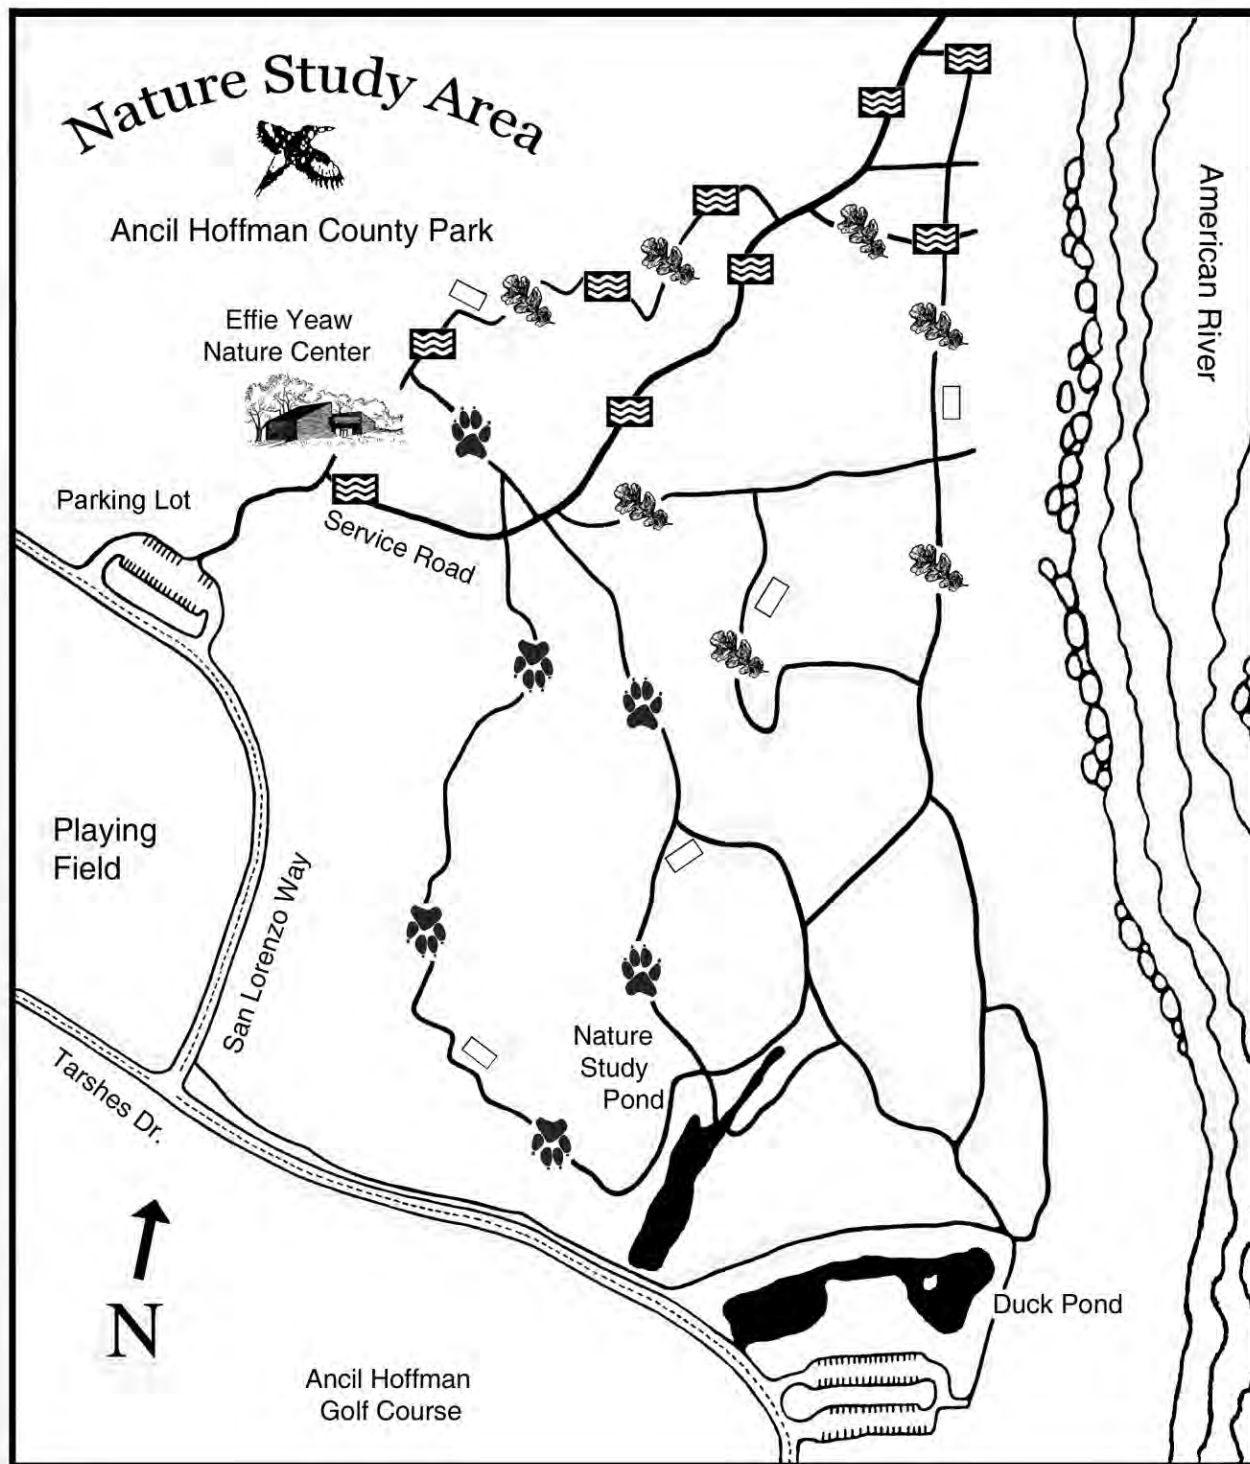 Nature Study Area
Ancil Hoffman County Park
Effie Yeaw
Nature Center
Parking Lot
Service Road
American River
Playing
Field
San Lorenzo Way
Nature
Study
Pond
Tarshes Dr.
N
Duck Pond
Ancil Hoffman
Golf Course